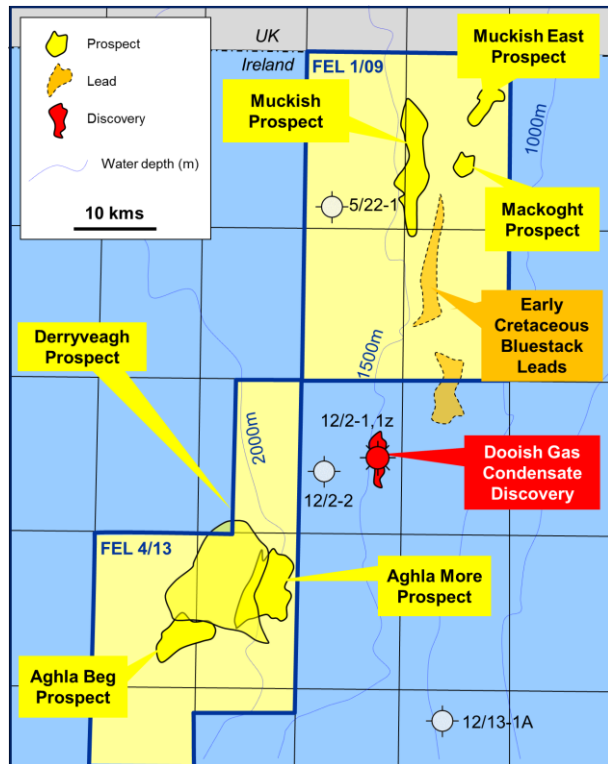 UK
Ireland
Prospect
Lead
Discovery
Water depth (m)
10 kms
FEL 1/09
Muckish East
Prospect
Muckish
Prospect
1000m
5/22-1
Mackoght
Prospect
Early
Cretaceous
Bluestack
Leads
Derryveagh
Prospect
1500m
2000m
12/2-1,1z
12/2-2
Dooish Gas
Condensate
Discovery
FEL 4/13
Aghla More
Prospect
Aghla Beg
Prospect
12/13-1A